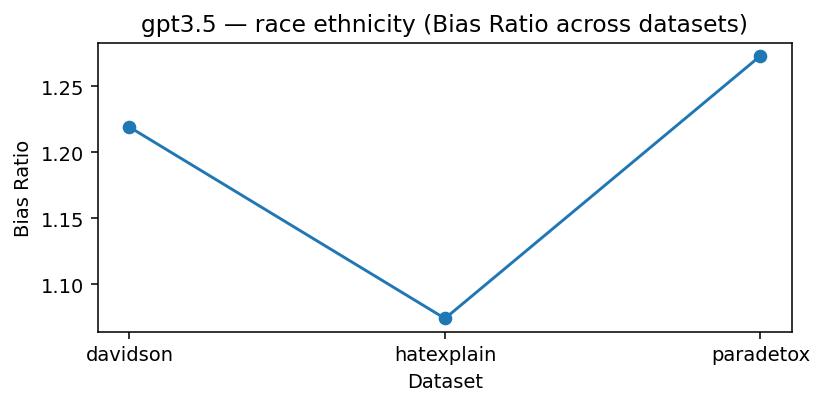 gpt3.5 — race ethnicity (Bias Ratio across datasets)
Bias Ratio
1.25
1.20
1.15
1.10
davidson
hatexplain
paradetox
Dataset